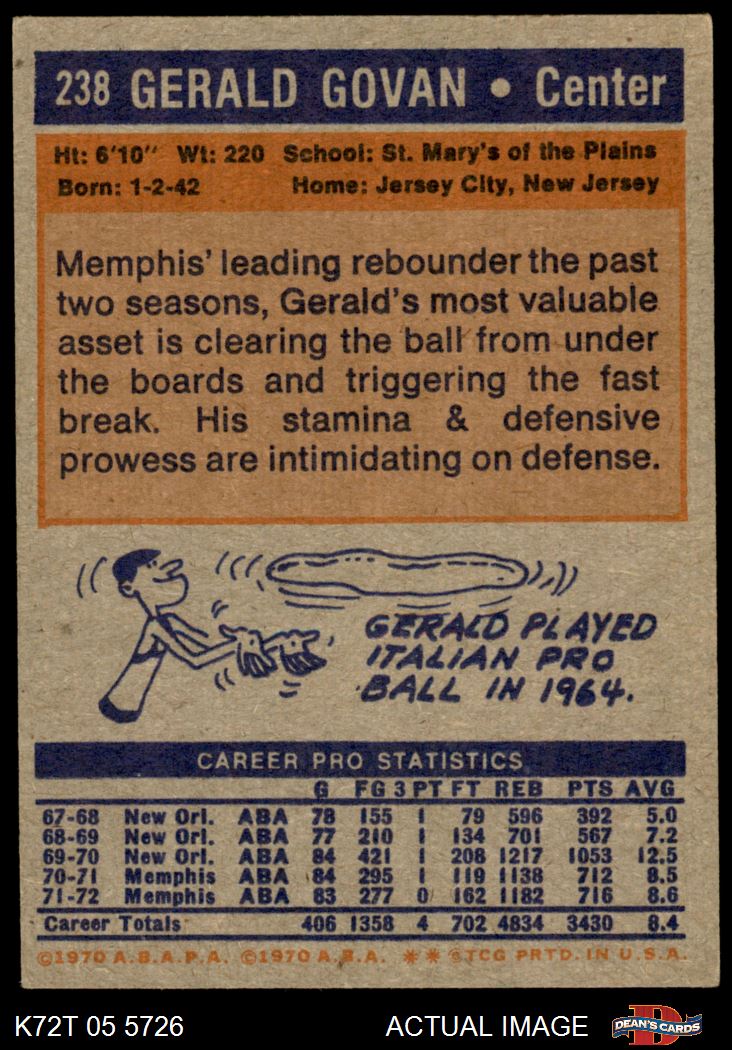 238 GERALD GOVAN • Center
Ht: 6'10" Wt: 220 School: St. Mary's of the Plains
Born: 1-2-42 Home: Jersey City, New Jersey
Memphis' leading rebounder the past
two seasons, Gerald's most valuable
asset is clearing the ball from under
the boards and triggering the fast
break. His stamina & defensive
prowess are intimidating on defense.
GERALD PLAYED
ITALIAN PRO
BALL IN 1964.
CAREER PRO STATISTICS
G FG 3 PT FT REB PTS AVG
67-68 New Orl. ABA 78 155 1 79 596 392 5.0
68-69 New Orl. ABA 77 210 1 134 701 567 7.2
69-70 New Orl. ABA 84 421 1 208 1217 1053 12.5
70-71 Memphis ABA 84 295 1 119 1138 712 8.5
71-72 Memphis ABA 83 277 0 162 1182 716 8.6
Career Totals 406 1358 4 702 4834 3430 8.4
©1970 A.B.A.P.A. ©1970 A.B.A. ** ©TCG PRTD. IN U.S.A.
K72T 05 5726 ACTUAL IMAGE DEAN'S CARDS